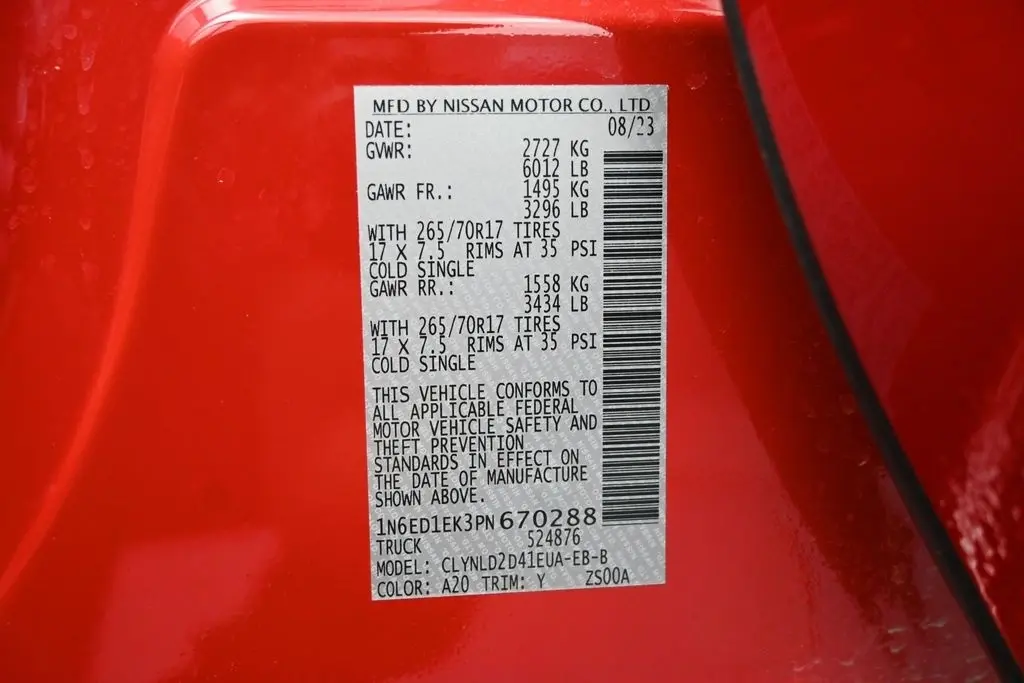 MFD BY NISSAN MOTOR CO., LTD
DATE: 08/23
GVWR: 2727 KG
6012 LB
GAWR FR.: 1495 KG
3296 LB
WITH 265/70R17 TIRES
17 X 7.5 RIMS AT 35 PSI
COLD SINGLE
GAWR RR.: 1558 KG
3434 LB
WITH 265/70R17 TIRES
17 X 7.5 RIMS AT 35 PSI
COLD SINGLE
THIS VEHICLE CONFORMS TO
ALL APPLICABLE FEDERAL
MOTOR VEHICLE SAFETY AND
THEFT PREVENTION
STANDARDS IN EFFECT ON
THE DATE OF MANUFACTURE
SHOWN ABOVE.
1N6ED1EK3PN670288
TRUCK 524876
MODEL: CLYNLD2D41EUA-EB-B
COLOR: A20 TRIM: Y ZS00A